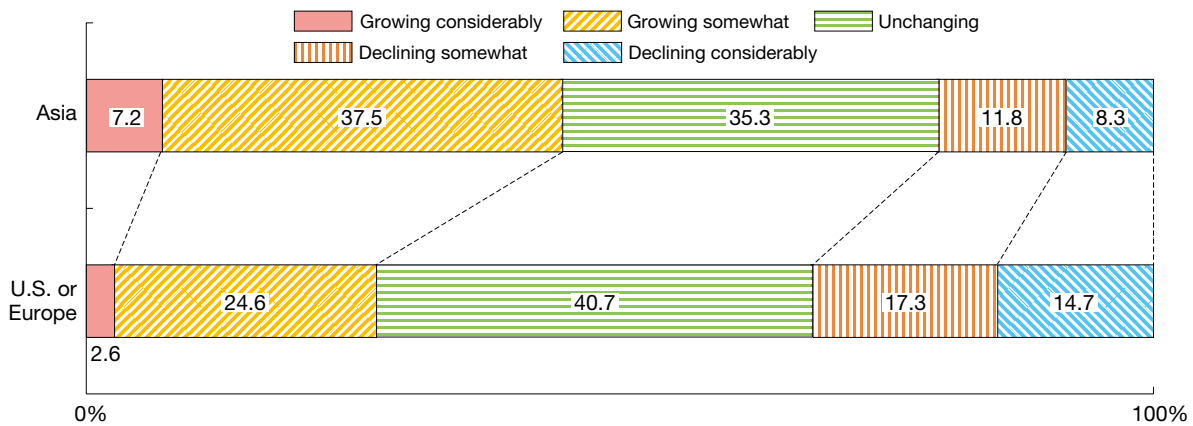 Growing considerably
Growing somewhat
Unchanging
Declining somewhat
Declining considerably
Asia
7.2
37.5
35.3
11.8
8.3
U.S. or
Europe
24.6
40.7
17.3
14.7
2.6
0%
100%